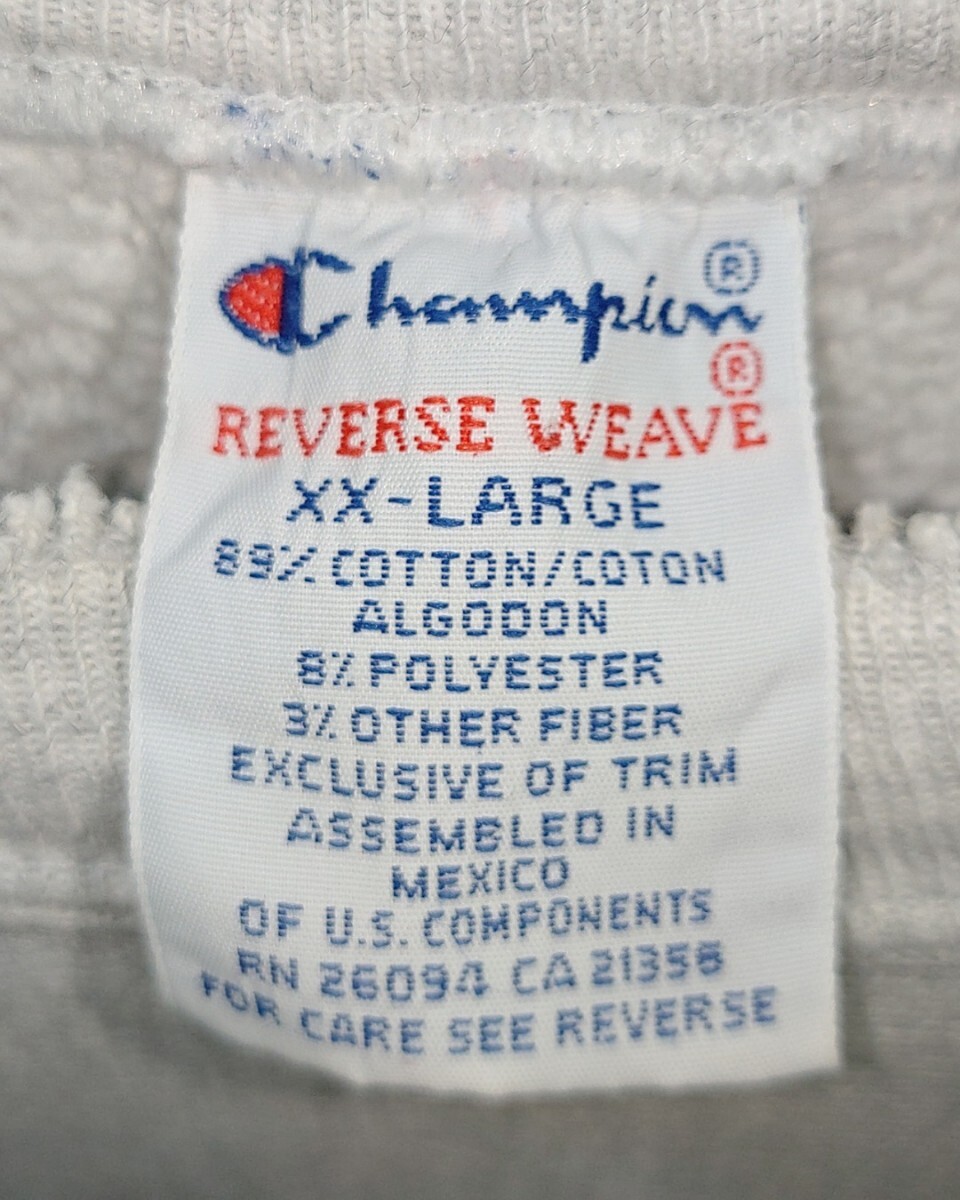 Champion®
REVERSE WEAVE®
XX-LARGE
89% COTTON/COTON
ALGODON
8% POLYESTER
3% OTHER FIBER
EXCLUSIVE OF TRIM
ASSEMBLED IN
MEXICO
OF U.S. COMPONENTS
RN 26094 CA 21358
FOR CARE SEE REVERSE